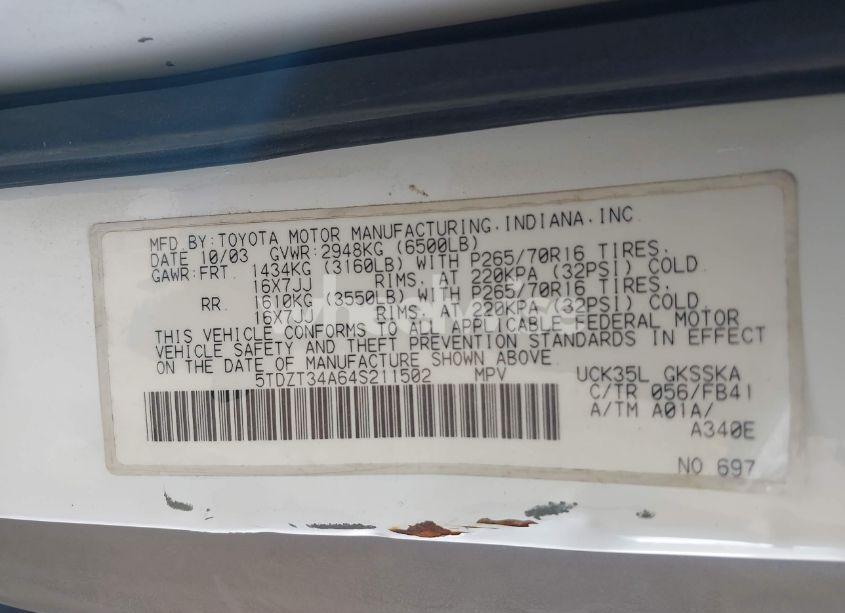 MFD.BY:TOYOTA MOTOR MANUFACTURING.INDIANA.INC
DATE 10/03 GVWR:2948KG (6500LB)
GAWR:FRT. 1434KG (3160LB) WITH P265/70R16 TIRES.
16X7JJ RIMS. AT 220KPA (32PSI) COLD
RR. 1610KG (3550LB) WITH P265/70R16 TIRES.
16X7JJ RIMS. AT 220KPA (32PSI) COLD
THIS VEHICLE CONFORMS TO ALL APPLICABLE FEDERAL MOTOR
VEHICLE SAFETY AND THEFT PREVENTION STANDARDS IN EFFECT
ON THE DATE OF MANUFACTURE SHOWN ABOVE.
5TDZT34A64S211502 MPV UCK35L GKSSKA
C/TR 056/FB41
A/TM A01A/
A340E
NO 697